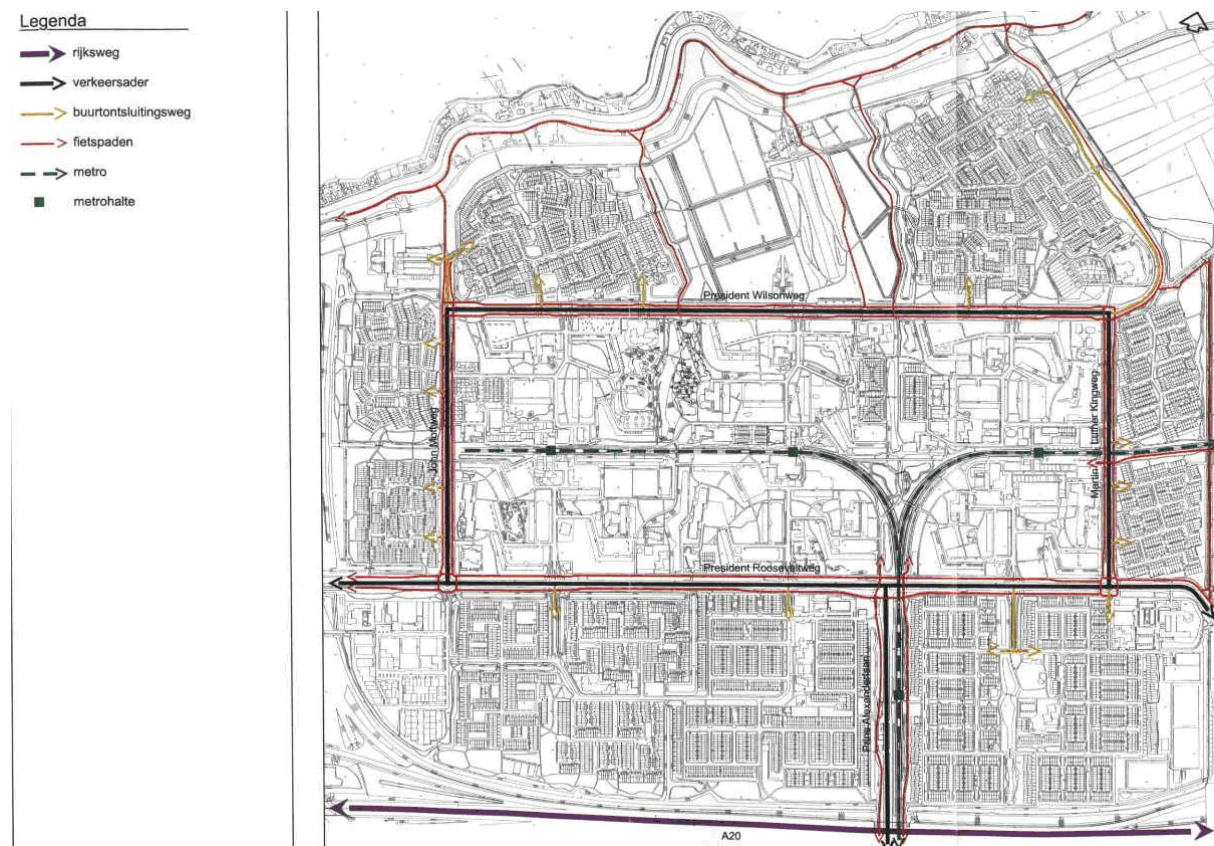 Legenda
rijksweg
verkeersader
buurtontsluitingsweg
fietspaden
metro
metrohalte
President Wilsonweg
John Mottweg
Martin Luther Kingweg
President Rooseveltweg
Prins Alexanderlaan
A20